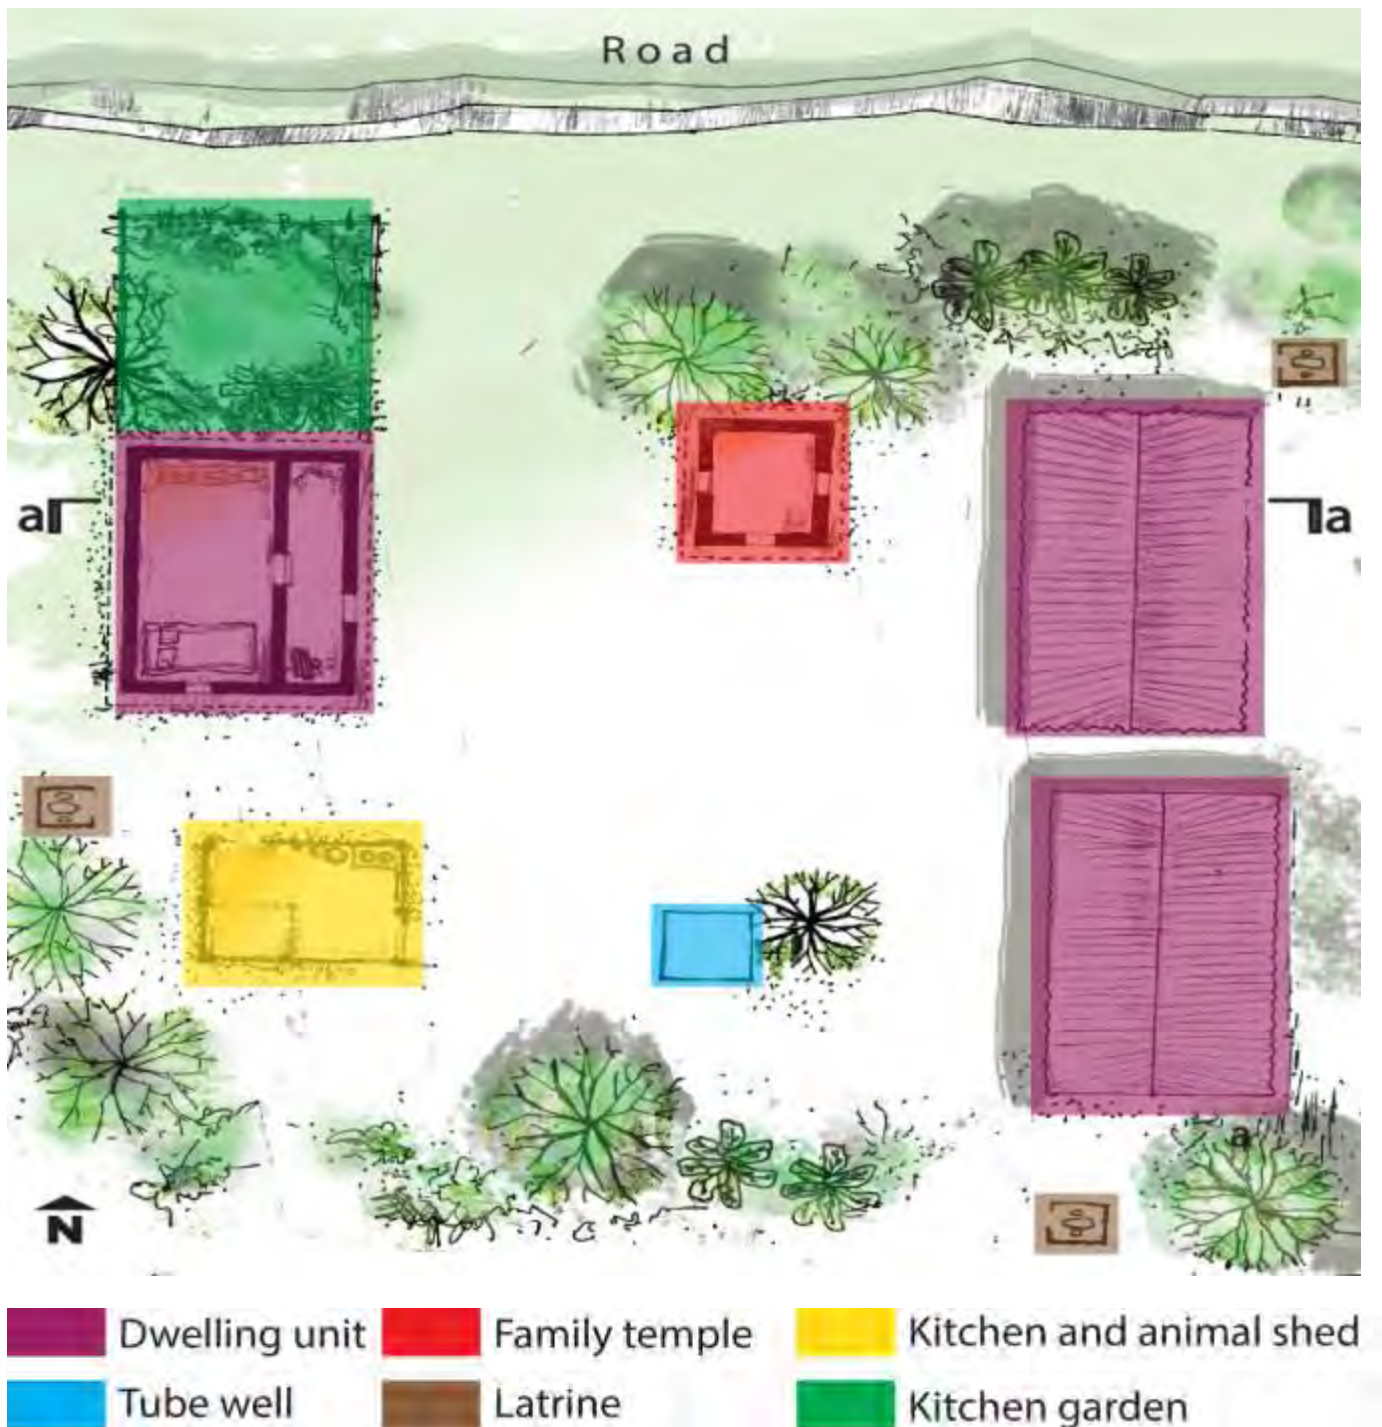 Road
a
a
a
N
Dwelling unit
Family temple
Kitchen and animal shed
Tube well
Latrine
Kitchen garden